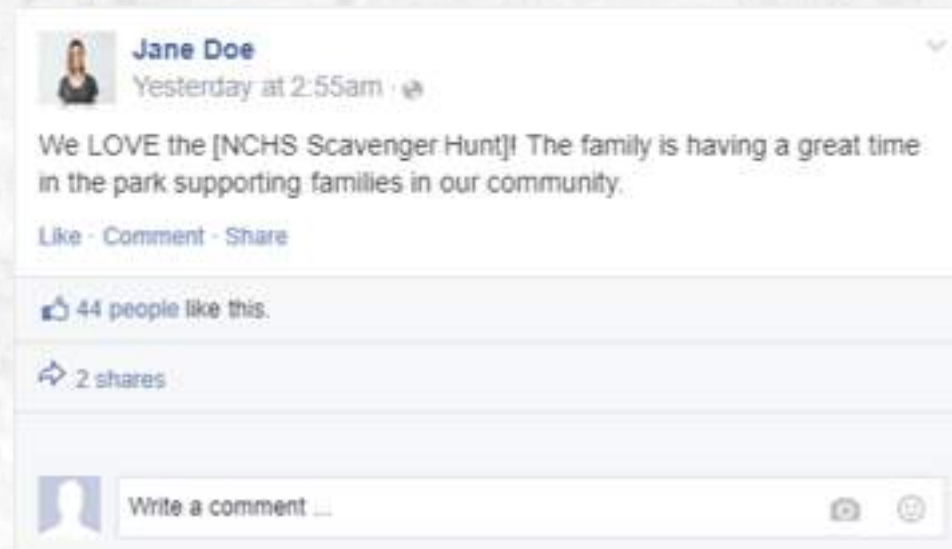 Jane Doe
Yesterday at 2:55am ·
We LOVE the [NCHS Scavenger Hunt]! The family is having a great time
in the park supporting families in our community.
Like · Comment · Share
44 people like this.
2 shares
Write a comment ...